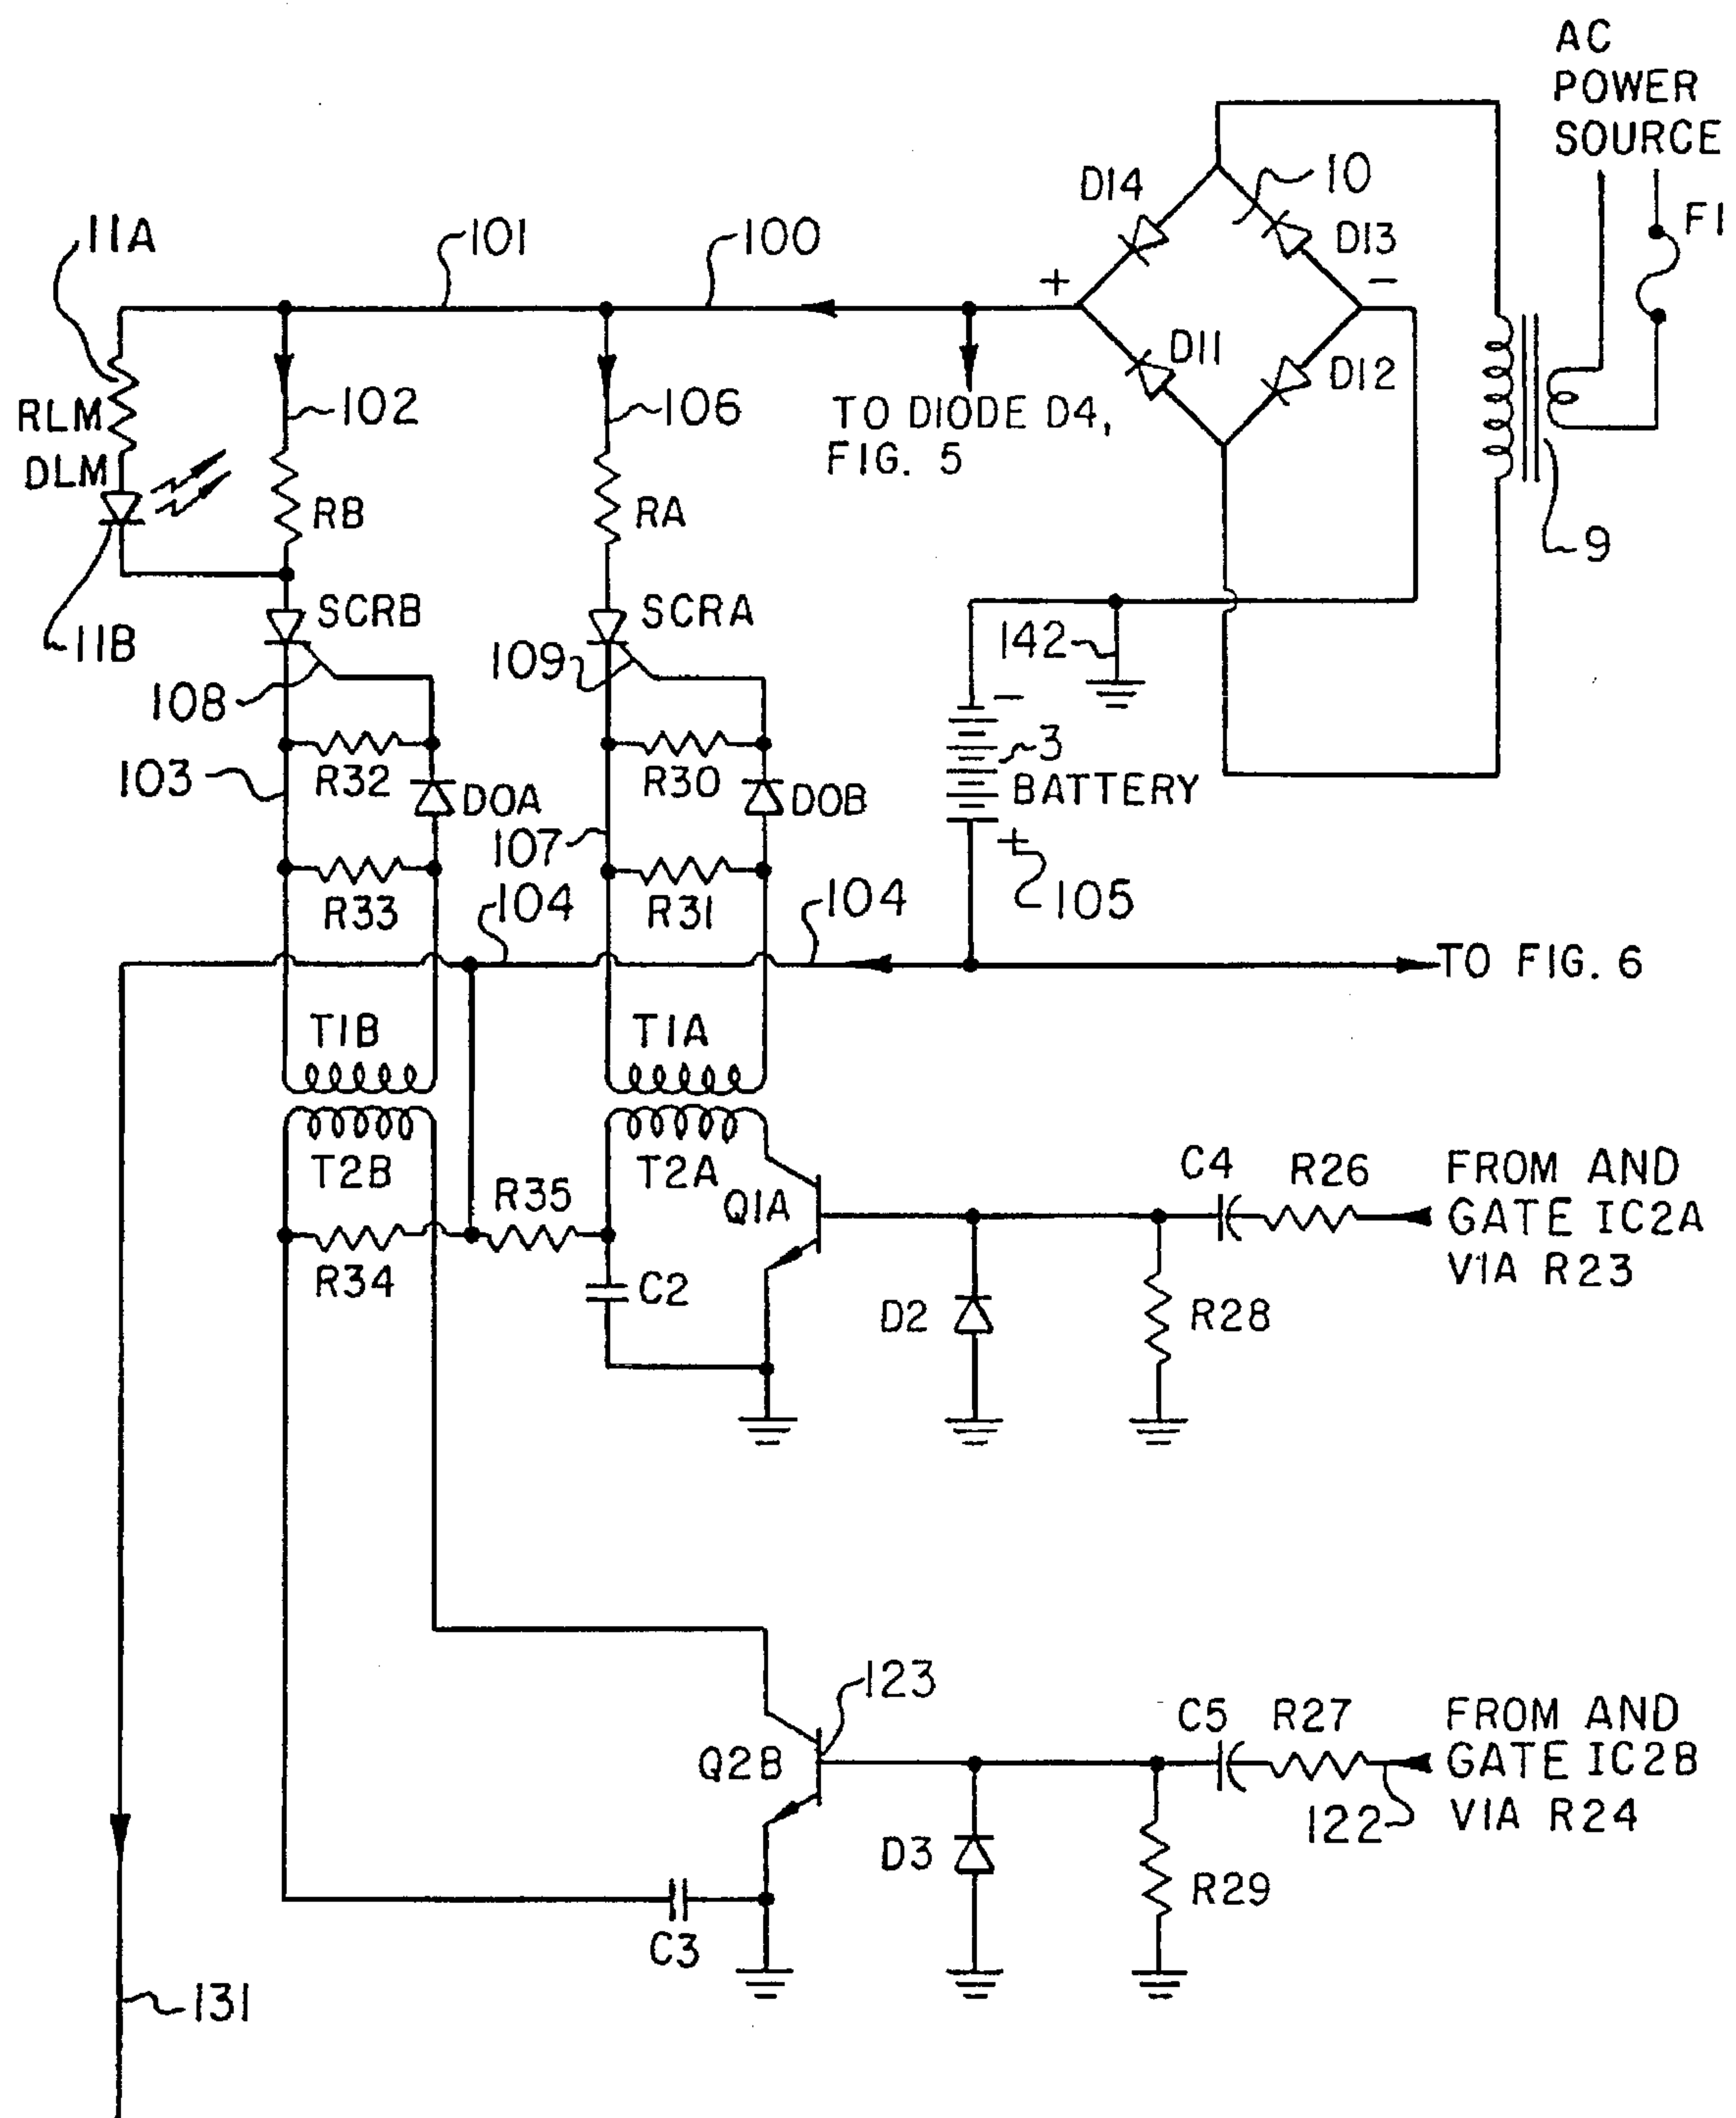 AC
POWER
SOURCE
F1
10
D14
D13
11A
101
100
+
-
D11
D12
RLM
102
106
TO DIODE D4,
FIG. 5
DLM
RB
RA
9
SCRB
SCRA
11B
109
142
108
-
3
BATTERY
103
R32
DOA
R30
DOB
107
+
105
R33
104
R31
104
TO FIG. 6
T1B
T1A
T2B
R35
T2A
Q1A
C4
R26
FROM AND
GATE IC2A
VIA R23
R34
C2
D2
R28
123
C5
R27
FROM AND
GATE IC2B
VIA R24
Q2B
122
D3
R29
C3
131